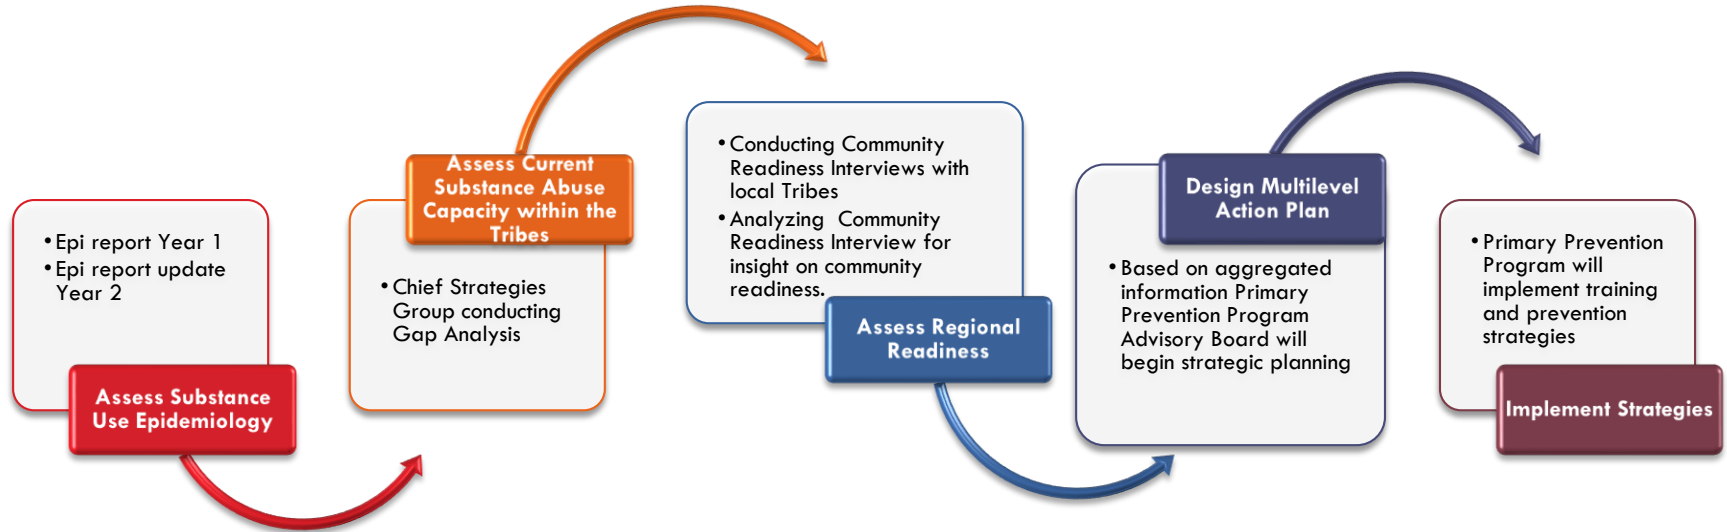 • Epi report Year 1
• Epi report update
Year 2
Assess Substance
Use Epidemiology
Assess Current
Substance Abuse
Capacity within the
Tribes
• Chief Strategies
Group conducting
Gap Analysis
• Conducting Community
Readiness Interviews with
local Tribes
• Analyzing  Community
Readiness Interview for
insight on community
readiness.
Assess Regional
Readiness
Design Multilevel
Action Plan
• Based on aggregated
information Primary
Prevention Program
Advisory Board will
begin strategic planning
• Primary Prevention
Program will
implement training
and prevention
strategies
Implement Strategies